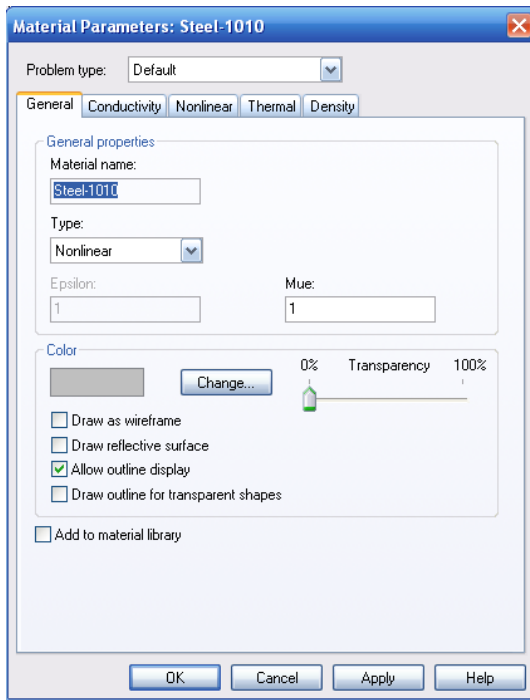 Material Parameters: Steel-1010
Problem type: Default
General Conductivity Nonlinear Thermal Density
General properties
Material name:
Steel-1010
Type:
Nonlinear
Epsilon: Mue:
1 1
Color
0% Transparency 100%
Change...
Draw as wireframe
Draw reflective surface
Allow outline display
Draw outline for transparent shapes
Add to material library
OK Cancel Apply Help